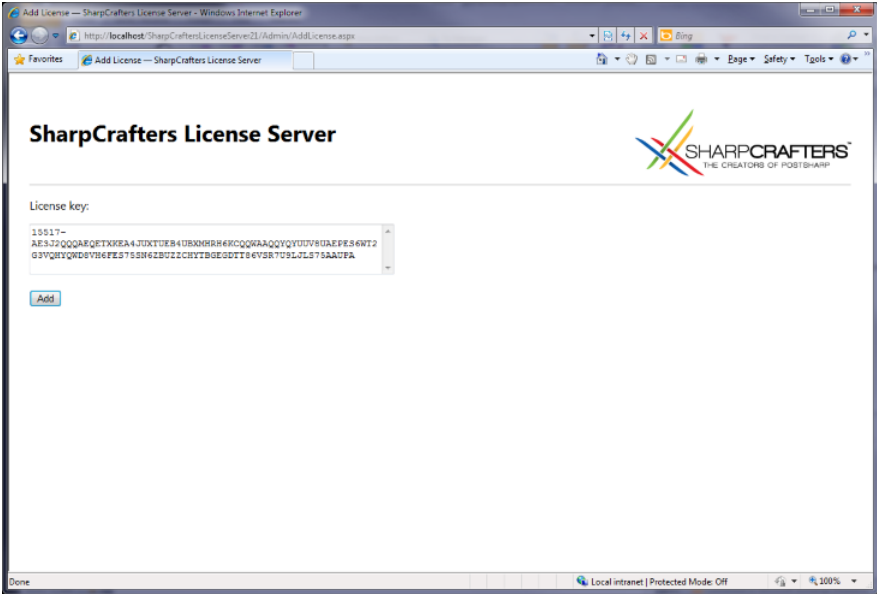 Add License — SharpCrafters License Server - Windows Internet Explorer
http://localhost/SharpCraftersLicenseServer21/Admin/AddLicense.aspx
Bing
Favorites
Add License — SharpCrafters License Server
Page
Safety
Tools
SharpCrafters License Server
SHARPCRAFTERS™
THE CREATORS OF POSTSHARP
License key:
15517-
AE3J2QQQAEQETXKEA4JUXTUEB4UBXMHRH6KCQQWAAQQYQYUUV8UAEPES6WT2
G3VQHYQWD8VH6FES75SN6ZBUZZCHYTBGEGDTT86VSR7U9LJLS75AAUPA
Add
Done
Local intranet | Protected Mode: Off
100%